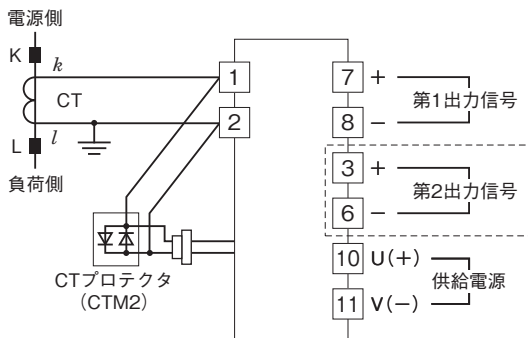 電源側
K
k
CT
l
L
負荷側
1
2
CTプロテクタ
(CTM2)
7 +
8 −
第1出力信号
3 +
6 −
第2出力信号
10 U(+)
11 V(−)
供給電源